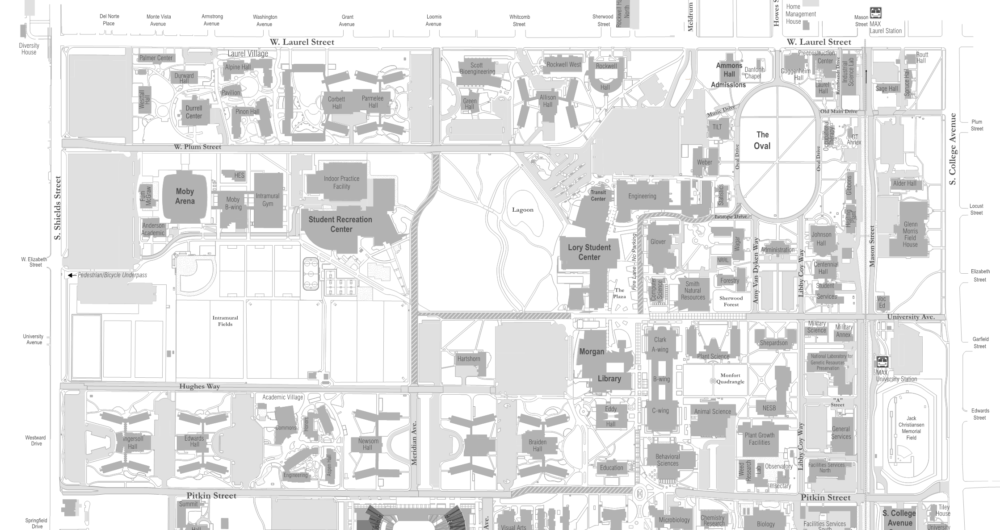 Del Norte
Place
Monte Vista
Avenue
Armstrong
Avenue
Washington
Avenue
Grant
Avenue
Loomis
Avenue
Whitcomb
Street
Sherwood
Street
Rockwell Ha
North
Meldrum
Howes S
Home
Management
House
Mason
Street
MAX
Laurel Station
Diversity
House
W. Laurel Street
W. Laurel Street
Palmer Center
Laurel Village
Alpine Hall
Durward
Hall
Pavilion
Westfall
Hall
Durrell
Center
Pinon Hall
Corbett
Hall
Parmelee
Hall
Scott
Bioengineering
Green
Hall
Rockwell West
Rockwell
Hall
Allison
Hall
Ammons
Hall
Admissions
Danforth
Chapel
Preconstruction
Center
Guggenheim
Hall
Laurel
Hall
Rembrandt Drive
Industrial
Science Lab
Routt
Hall
Sage Hall
Spruce Hall
Music Drive
Old Main Drive
TILT
The
Oval
Occupational
Therapy
OT
Annex
Plum
Street
S. College Avenue
W. Plum Street
Weber
Oval Drive
Oval Drive
S. Shields Street
Fum
McGraw
Moby
Arena
HES
Moby
B-wing
Intramural
Gym
Indoor Practice
Facility
Student Recreation
Center
Anderson
Academic
Lagoon
Transit
Center
Engineering
Statistics
Gibbons
Alder Hall
Locust
Street
Isotope Drive
Heating
Plant
Glenn
Morris
Field
House
Johnson
Hall
Lory Student
Center
Fire Lane - No Parking
Glover
Wagar
Administration
Amy Van Dyken Way
Libby Coy Way
Mason Street
NRRL
Centennial
Hall
W. Elizabeth
Street
Pedestrian/Bicycle Underpass
Elizabeth
Street
Forestry
Computer
Science
Smith
Natural
Resources
Student
Services
The
Plaza
Sherwood
Forest
Voc
Ed
Intramural
Fields
University Ave.
University
Avenue
Military
Science
Military
Annex
Garfield
Street
Clark
A-wing
Shepardson
Plant Science
Morgan
Library
Hartshorn
National Laboratory for
Genetic Resources
Preservation
MAX
University Station
B-wing
Monfort
Quadrangle
Hughes Way
Academic Village
"A"
Street
Eddy
Hall
C-wing
Animal Science
NESB
Edwards
Street
Commons
Honors
Jack
Christiansen
Memorial
Field
General
Services
Westward
Drive
Ingersoll
Hall
Edwards
Hall
Newsom
Hall
Meridian Ave.
Braiden
Hall
Plant Growth
Facilities
Libby Coy Way
Behavioral
Sciences
Education
Engineering
Aspen Hall
Weed
Research
Lab
Observatory
Insectary
Facilities Services
North
Pitkin Street
Pitkin Street
Summit
Hall
Springfield
Drive
Ave.
Visual Arts
Microbiology
Chemistry
Research
Biology
Facilities Services
South
S. College
Avenue
Tiley
House
University